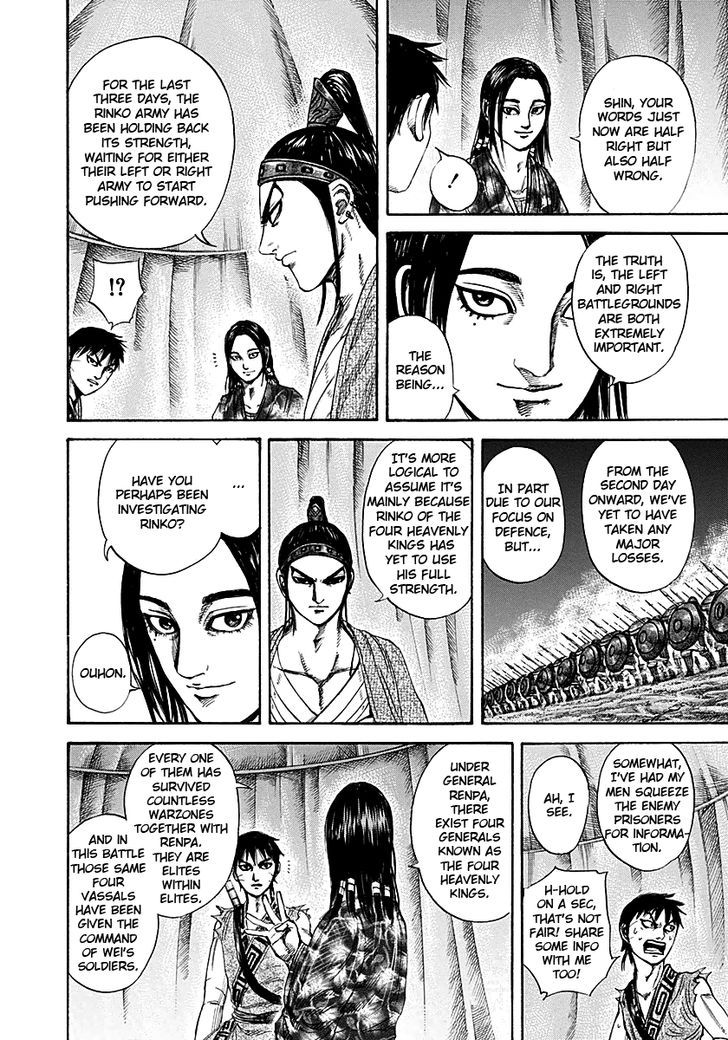 SHIN, YOUR
WORDS JUST
NOW ARE HALF
RIGHT BUT
ALSO HALF
WRONG.
!
THE TRUTH
IS, THE LEFT
AND RIGHT
BATTLEGROUNDS
ARE BOTH
EXTREMELY
IMPORTANT.
THE
REASON
BEING...
FOR THE LAST
THREE DAYS, THE
RINKO ARMY HAS
BEEN HOLDING BACK
ITS STRENGTH,
WAITING FOR EITHER
THEIR LEFT OR RIGHT
ARMY TO START
PUSHING FORWARD.
!?
FROM THE
SECOND DAY
ONWARD, WE'VE
YET TO HAVE
TAKEN ANY
MAJOR
LOSSES.
IN PART
DUE TO OUR
FOCUS ON
DEFENCE,
BUT...
IT'S MORE
LOGICAL TO
ASSUME IT'S
MAINLY BECAUSE
RINKO OF THE
FOUR HEAVENLY
KINGS HAS
YET TO USE
HIS FULL
STRENGTH.
...
HAVE YOU
PERHAPS BEEN
INVESTIGATING
RINKO?
OUHON.
SOMEWHAT,
I'VE HAD MY
MEN SQUEEZE
THE ENEMY
PRISONERS
FOR INFORMA-
TION.
AH, I
SEE.
H-HOLD
ON A SEC,
THAT'S NOT
FAIR! SHARE
SOME INFO
WITH ME
TOO!
UNDER
GENERAL
RENPA,
THERE
EXIST FOUR
GENERALS
KNOWN AS
THE FOUR
HEAVENLY
KINGS.
EVERY ONE
OF THEM HAS
SURVIVED
COUNTLESS
WARZONES
TOGETHER WITH
RENPA.
THEY ARE
ELITES
WITHIN
ELITES.
AND IN
THIS BATTLE
THOSE SAME
FOUR
VASSALS
HAVE BEEN
GIVEN THE
COMMAND
OF WEI'S
SOLDIERS.